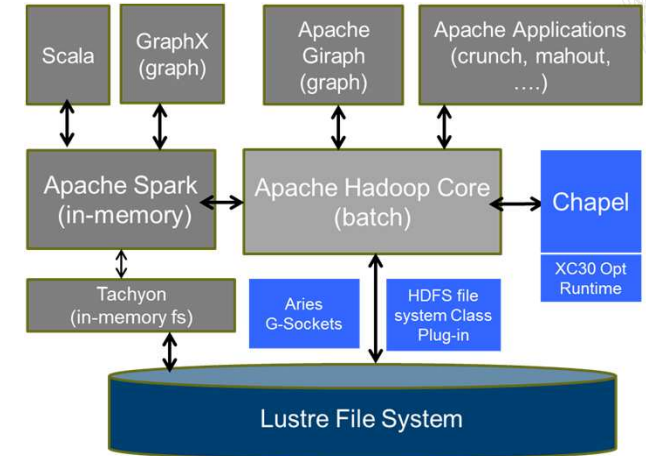 Scala
GraphX
(graph)
Apache
Giraph
(graph)
Apache Applications
(crunch, mahout,
....)
Apache Spark
(in-memory)
Apache Hadoop Core
(batch)
Chapel
XC30 Opt
Runtime
Tachyon
(in-memory fs)
Aries
G-Sockets
HDFS file
system Class
Plug-in
Lustre File System